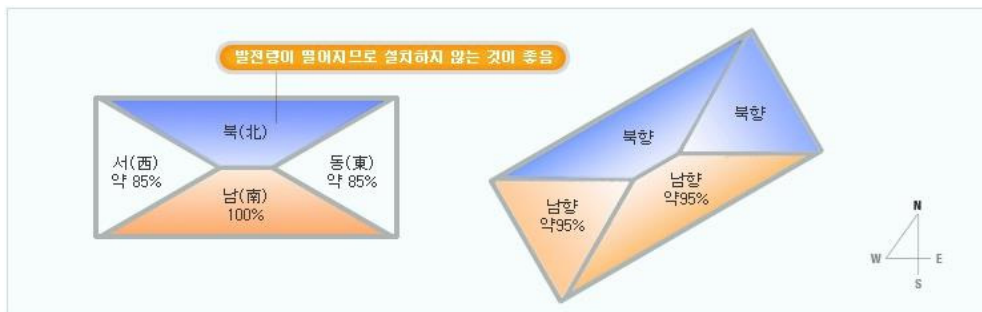 발전량이 떨어지므로 설치하지 않는 것이 좋음
북(北)
서(西)
약 85%
동(東)
약 85%
남(南)
100%
북향
북향
남향
약95%
남향
약95%
N
W
E
S